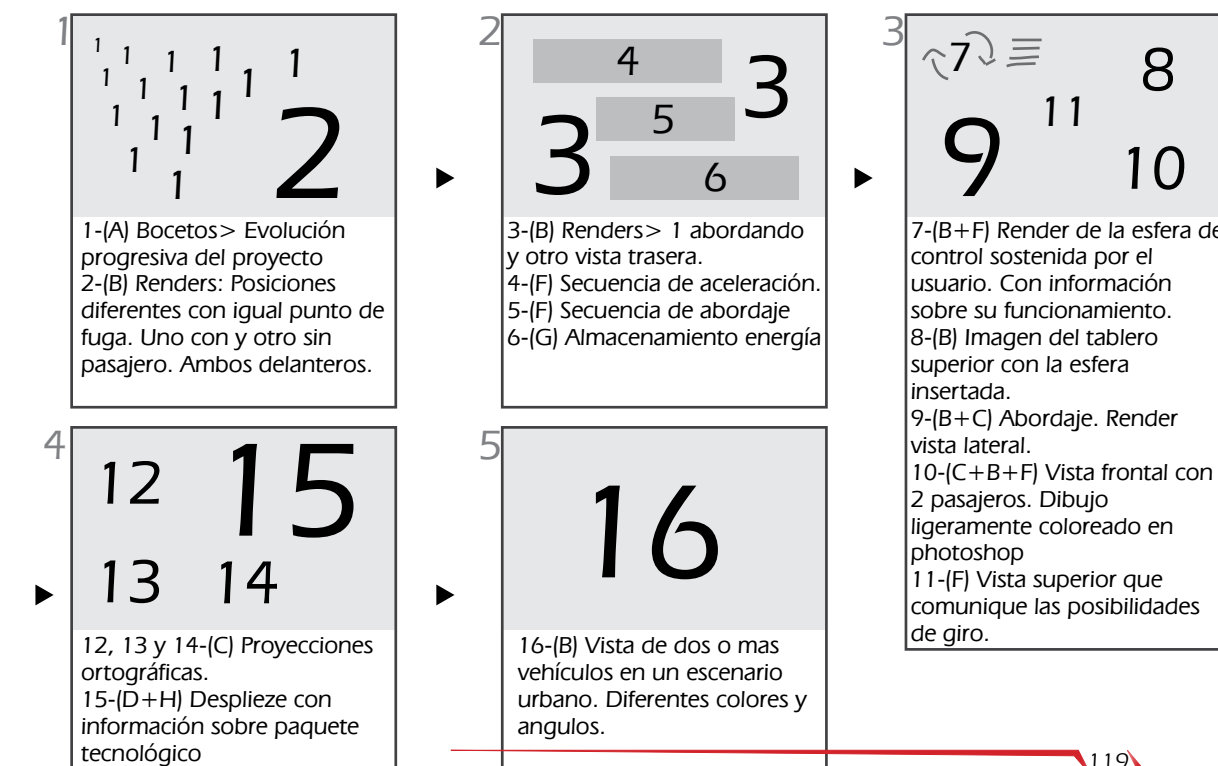 1
1 1 1 1 1
1 1 1 1 1
1 1 1
1 1
2
1-(A) Bocetos> Evolución
progresiva del proyecto
2-(B) Renders: Posiciones
diferentes con igual punto de
fuga. Uno con y otro sin
pasajero. Ambos delanteros.
2
4
3
5
3
6
3-(B) Renders> 1 abordando
y otro vista trasera.
4-(F) Secuencia de aceleración.
5-(F) Secuencia de abordaje
6-(G) Almacenamiento energía
3
7
8
11
9
10
7-(B+F) Render de la esfera de
control sostenida por el
usuario. Con información
sobre su funcionamiento.
8-(B) Imagen del tablero
superior con la esfera
insertada.
9-(B+C) Abordaje. Render
vista lateral.
10-(C+B+F) Vista frontal con
2 pasajeros. Dibujo
ligeramente coloreado en
photoshop
11-(F) Vista superior que
comunique las posibilidades
de giro.
4
12
15
13 14
12, 13 y 14-(C) Proyecciones
ortográficas.
15-(D+H) Desplieze con
información sobre paquete
tecnológico
5
16
16-(B) Vista de dos o mas
vehículos en un escenario
urbano. Diferentes colores y
angulos.
119